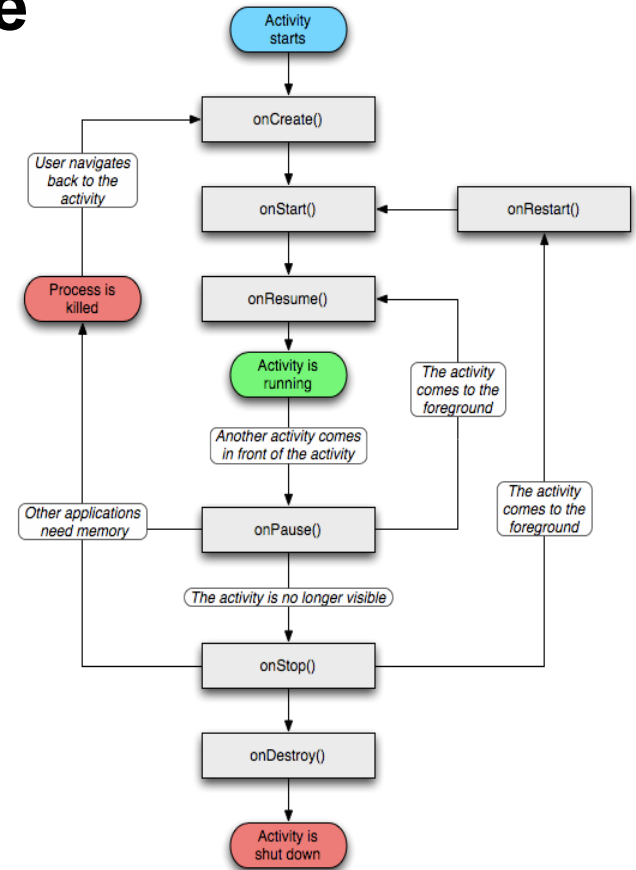 e
Activity
starts
onCreate()
User navigates
back to the
activity
onStart()
onRestart()
Process is
killed
onResume()
Activity is
running
The activity
comes to the
foreground
Another activity comes
in front of the activity
Other applications
need memory
onPause()
The activity
comes to the
foreground
The activity is no longer visible
onStop()
onDestroy()
Activity is
shut down